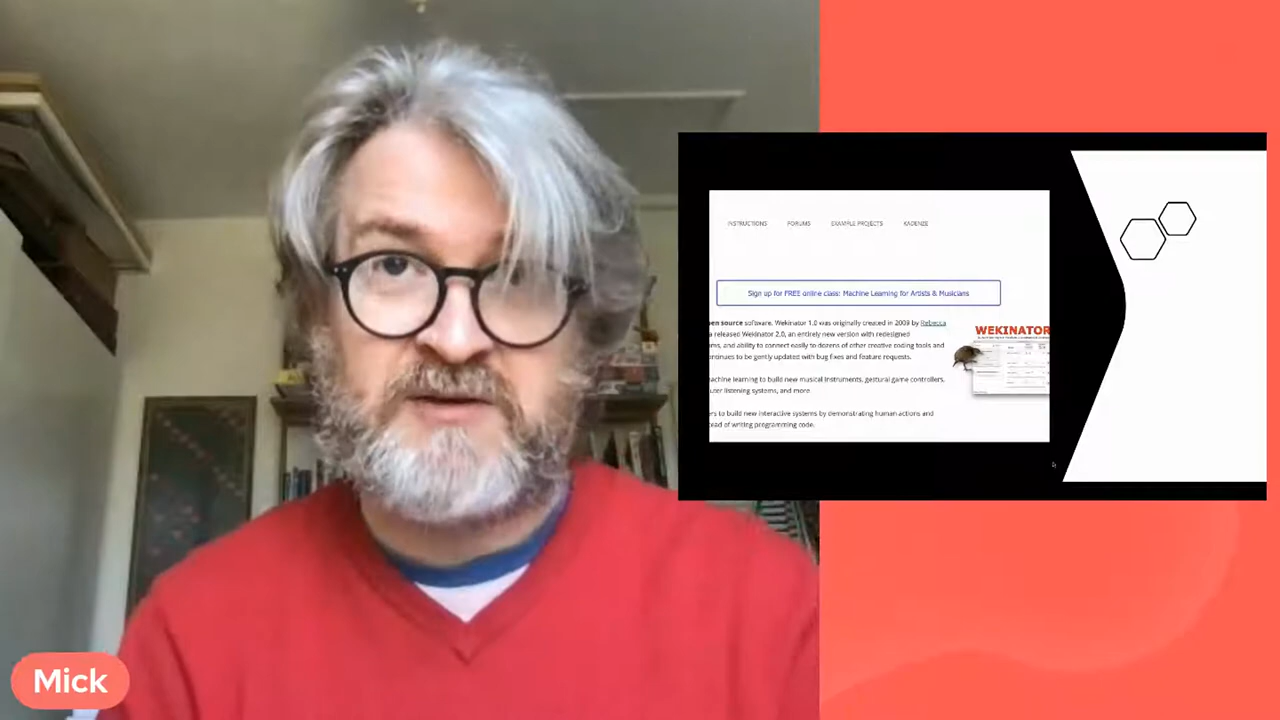 INSTRUCTIONS FORUMS EXAMPLE PROJECTS KADENZE
Sign up for FREE online class: Machine Learning for Artists & Musicians
open source software. Wekinator 1.0 was originally created in 2009 by Rebecca
a released Wekinator 2.0, an entirely new version with redesigned
ms, and ability to connect easily to dozens of other creative coding tools and
ntinues to be gently updated with bug fixes and feature requests.
WEKINATOR
machine learning to build new musical instruments, gestural game controllers,
uter listening systems, and more.
ers to build new interactive systems by demonstrating human actions and
ead of writing programming code.
Mick